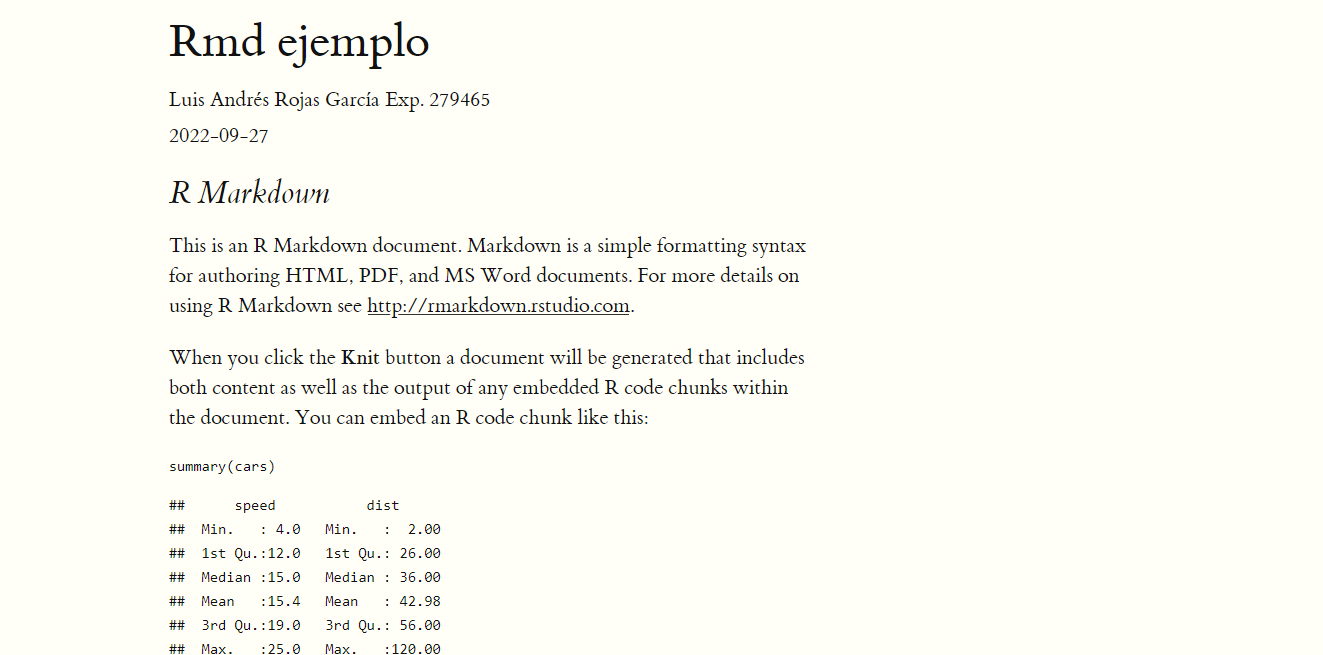 Rmd ejemplo
Luis Andrés Rojas García Exp. 279465
2022-09-27
R Markdown
This is an R Markdown document. Markdown is a simple formatting syntax
for authoring HTML, PDF, and MS Word documents. For more details on
using R Markdown see http://rmarkdown.rstudio.com.
When you click the Knit button a document will be generated that includes
both content as well as the output of any embedded R code chunks within
the document. You can embed an R code chunk like this:
summary(cars)
##      speed           dist
##  Min.   : 4.0   Min.   :  2.00
##  1st Qu.:12.0   1st Qu.: 26.00
##  Median :15.0   Median : 36.00
##  Mean   :15.4   Mean   : 42.98
##  3rd Qu.:19.0   3rd Qu.: 56.00
##  Max.   :25.0   Max.   :120.00